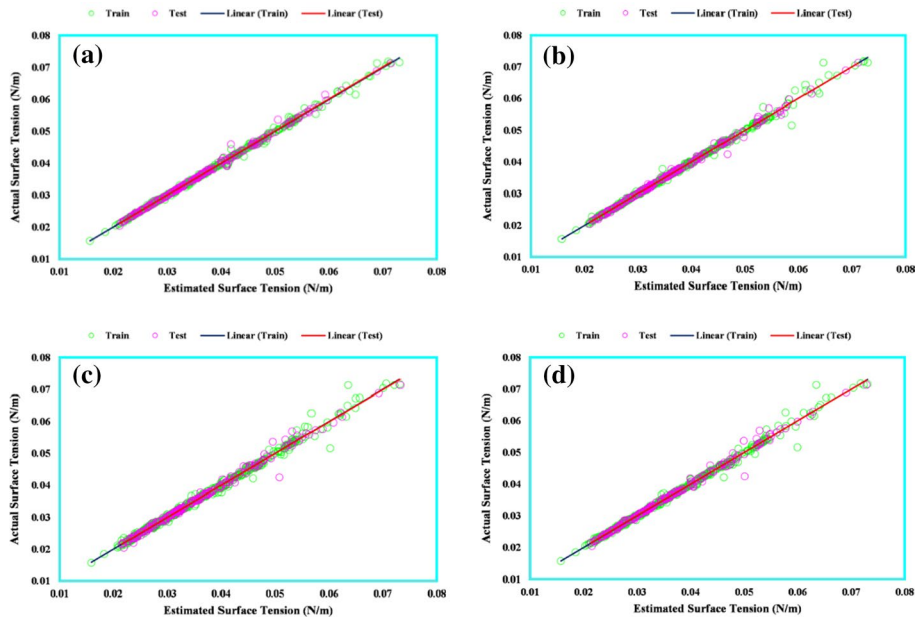 Train Test Linear (Train) Linear (Test)
(a)
Actual Surface Tension (N/m)
0.08
0.07
0.06
0.05
0.04
0.03
0.02
0.01
0.01 0.02 0.03 0.04 0.05 0.06 0.07 0.08
Estimated Surface Tension (N/m)
Train Test Linear (Train) Linear (Test)
(b)
Actual Surface Tension (N/m)
0.08
0.07
0.06
0.05
0.04
0.03
0.02
0.01
0.01 0.02 0.03 0.04 0.05 0.06 0.07 0.08
Estimated Surface Tension (N/m)
Train Test Linear (Train) Linear (Test)
(c)
Actual Surface Tension (N/m)
0.08
0.07
0.06
0.05
0.04
0.03
0.02
0.01
0.01 0.02 0.03 0.04 0.05 0.06 0.07 0.08
Estimated Surface Tension (N/m)
Train Test Linear (Train) Linear (Test)
(d)
Actual Surface Tension (N/m)
0.08
0.07
0.06
0.05
0.04
0.03
0.02
0.01
0.01 0.02 0.03 0.04 0.05 0.06 0.07 0.08
Estimated Surface Tension (N/m)